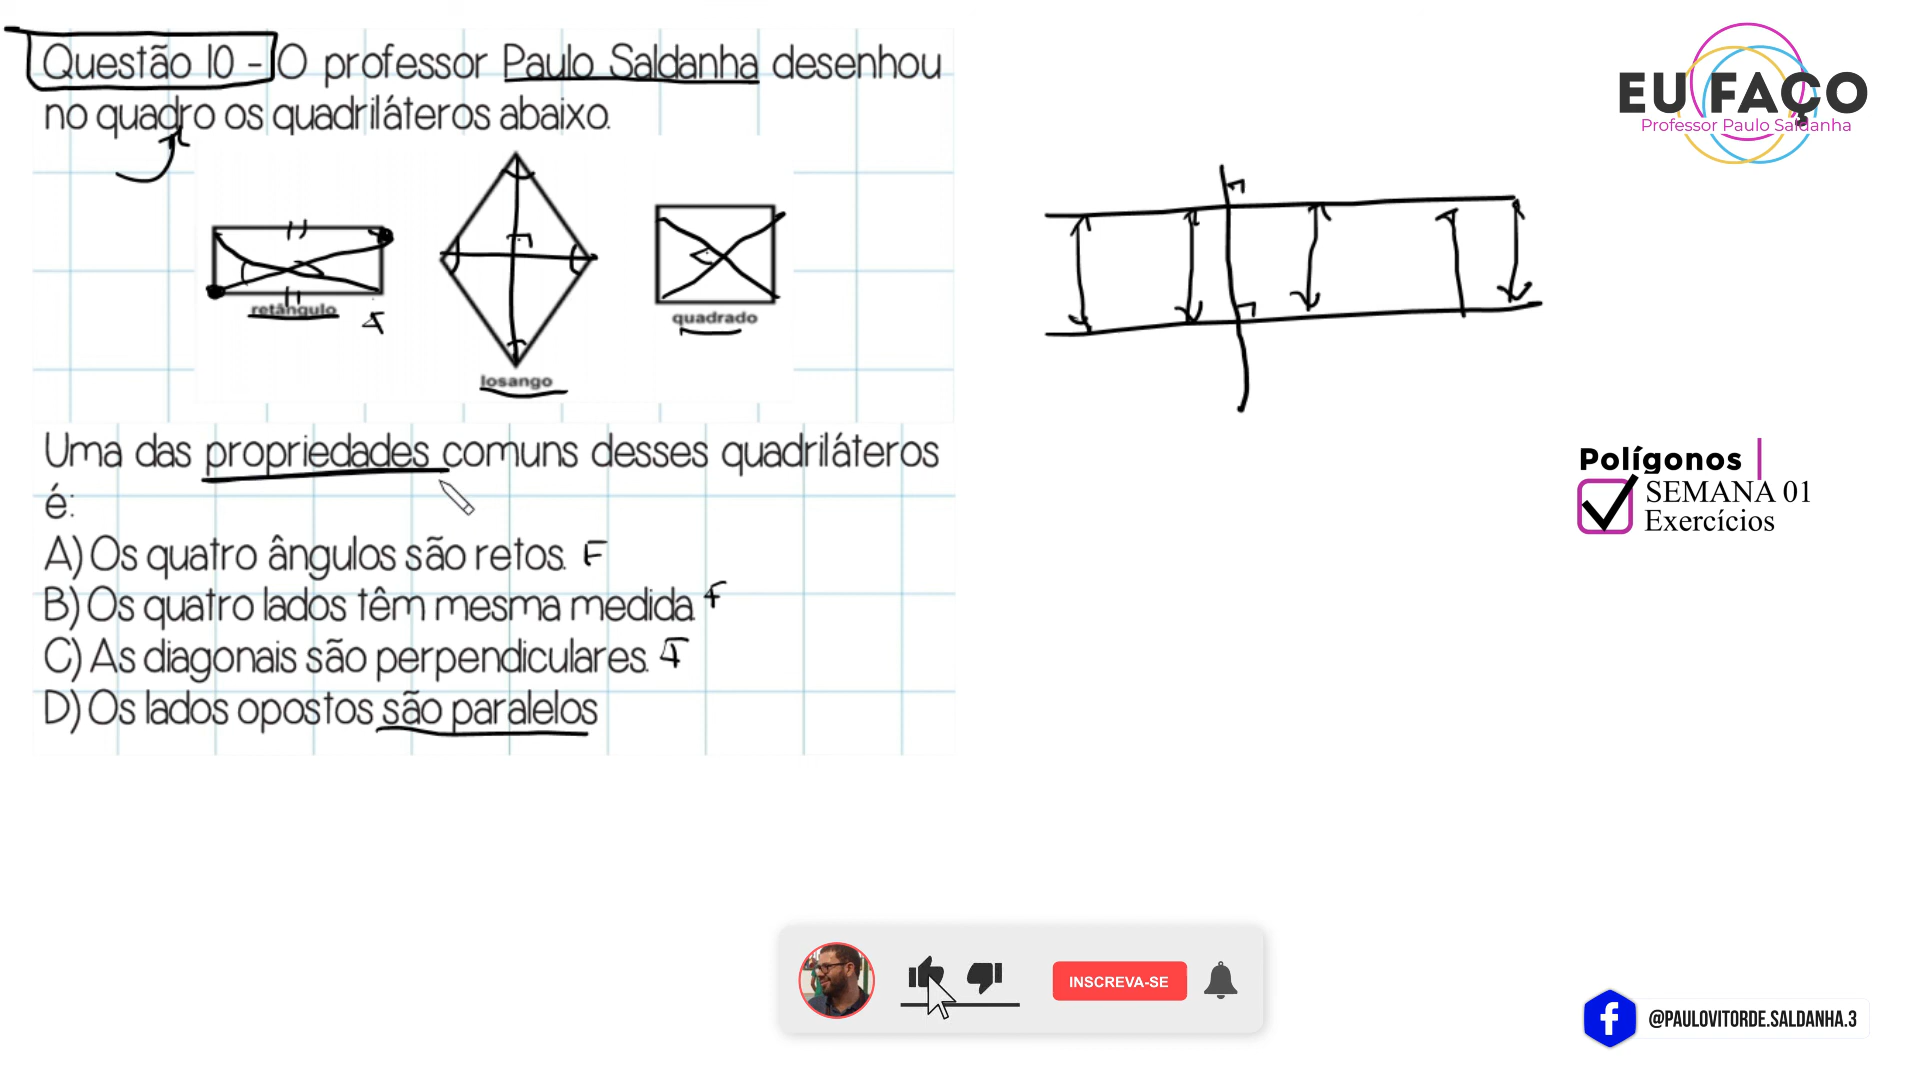 Questão 10 - O professor Paulo Saldanha desenhou
no quadro os quadriláteros abaixo.
retângulo
losango
quadrado
Uma das propriedades comuns desses quadriláteros
é:
A) Os quatro ângulos são retos. F
B) Os quatro lados têm mesma medida. F
C) As diagonais são perpendiculares. F
D) Os lados opostos são paralelos
EU FAÇO
Professor Paulo Saldanha
Polígonos
SEMANA 01
Exercícios
INSCREVA-SE
@PAULOVITORDE.SALDANHA.3